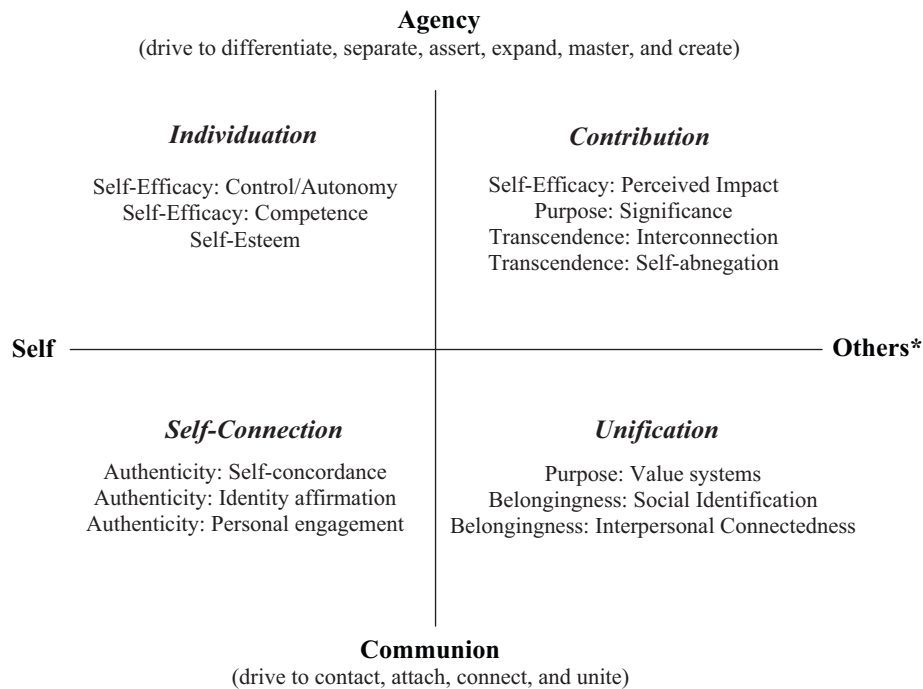 Agency
(drive to differentiate, separate, assert, expand, master, and create)
Individuation
Self-Efficacy: Control/Autonomy
Self-Efficacy: Competence
Self-Esteem
Contribution
Self-Efficacy: Perceived Impact
Purpose: Significance
Transcendence: Interconnection
Transcendence: Self-abnegation
Self
Others*
Self-Connection
Authenticity: Self-concordance
Authenticity: Identity affirmation
Authenticity: Personal engagement
Unification
Purpose: Value systems
Belongingness: Social Identification
Belongingness: Interpersonal Connectedness
Communion
(drive to contact, attach, connect, and unite)